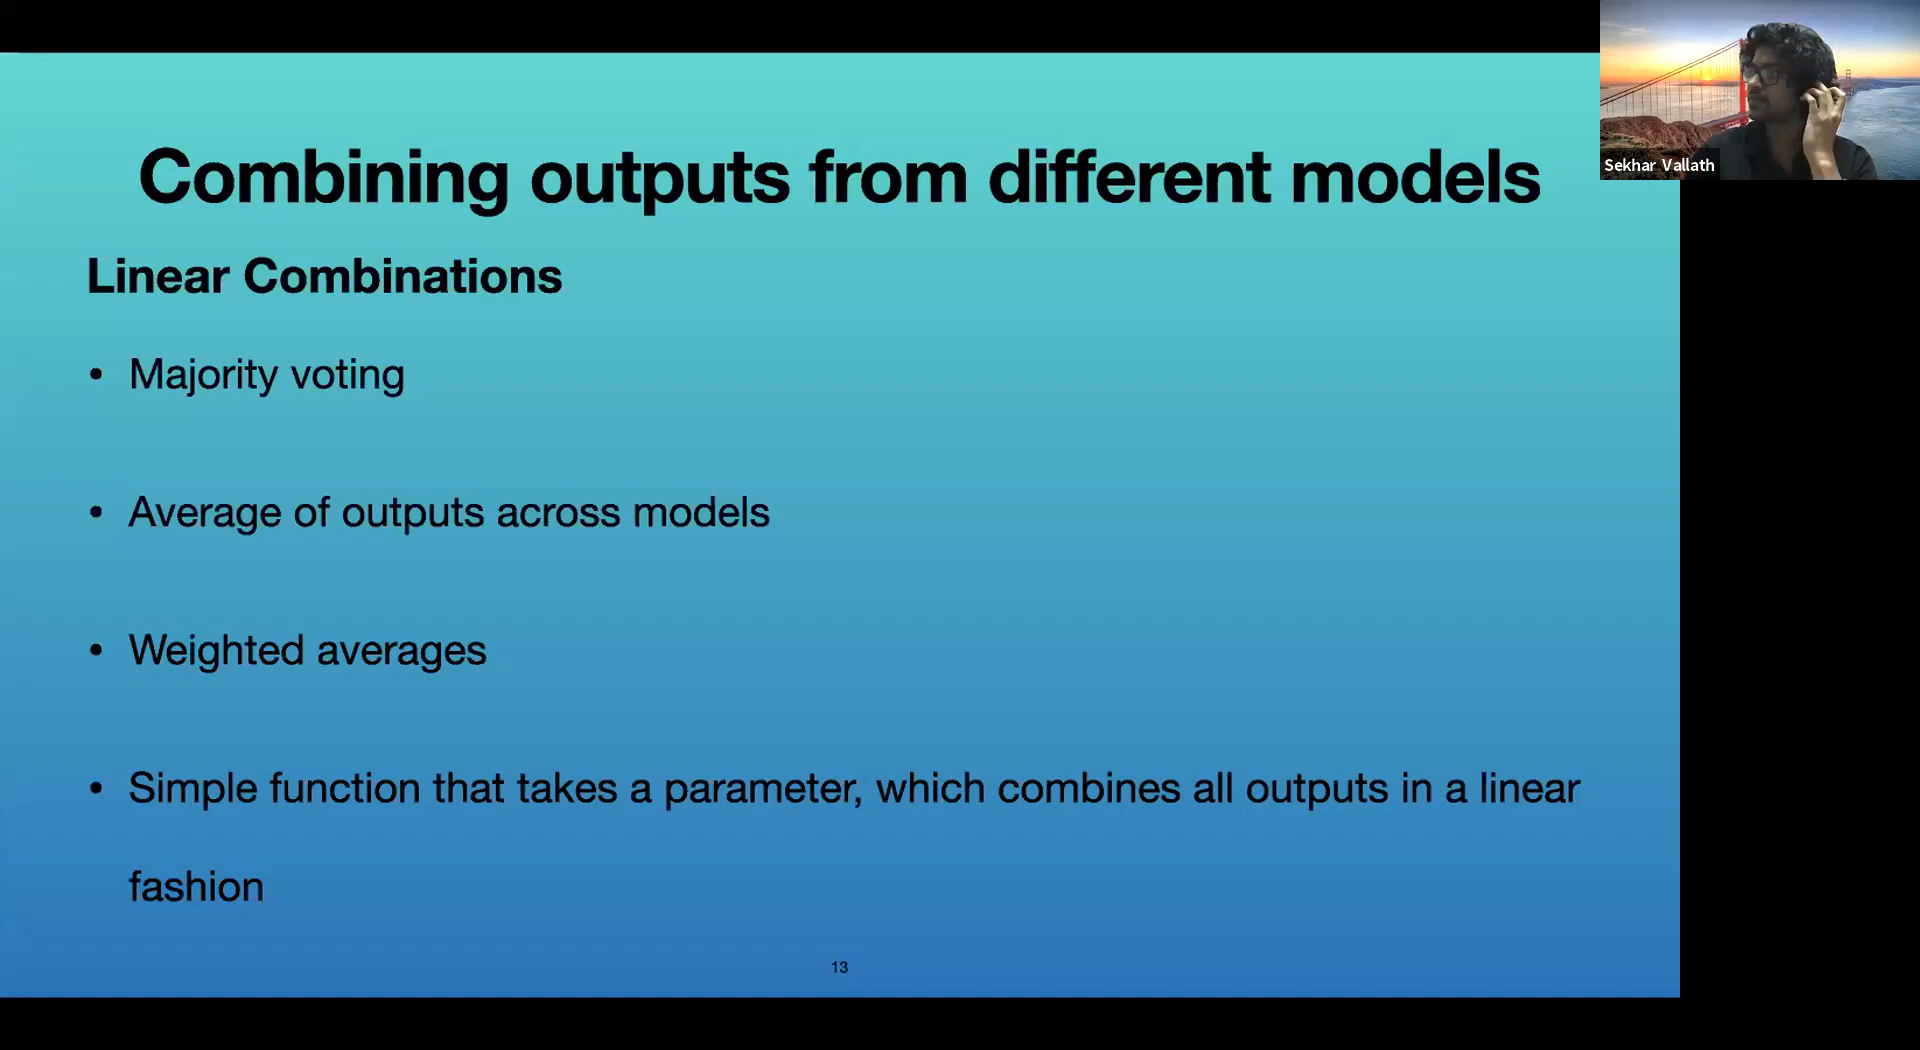 Combining outputs from different models
Sekhar Vallath
Linear Combinations
• Majority voting
• Average of outputs across models
• Weighted averages
• Simple function that takes a parameter, which combines all outputs in a linear
fashion
13